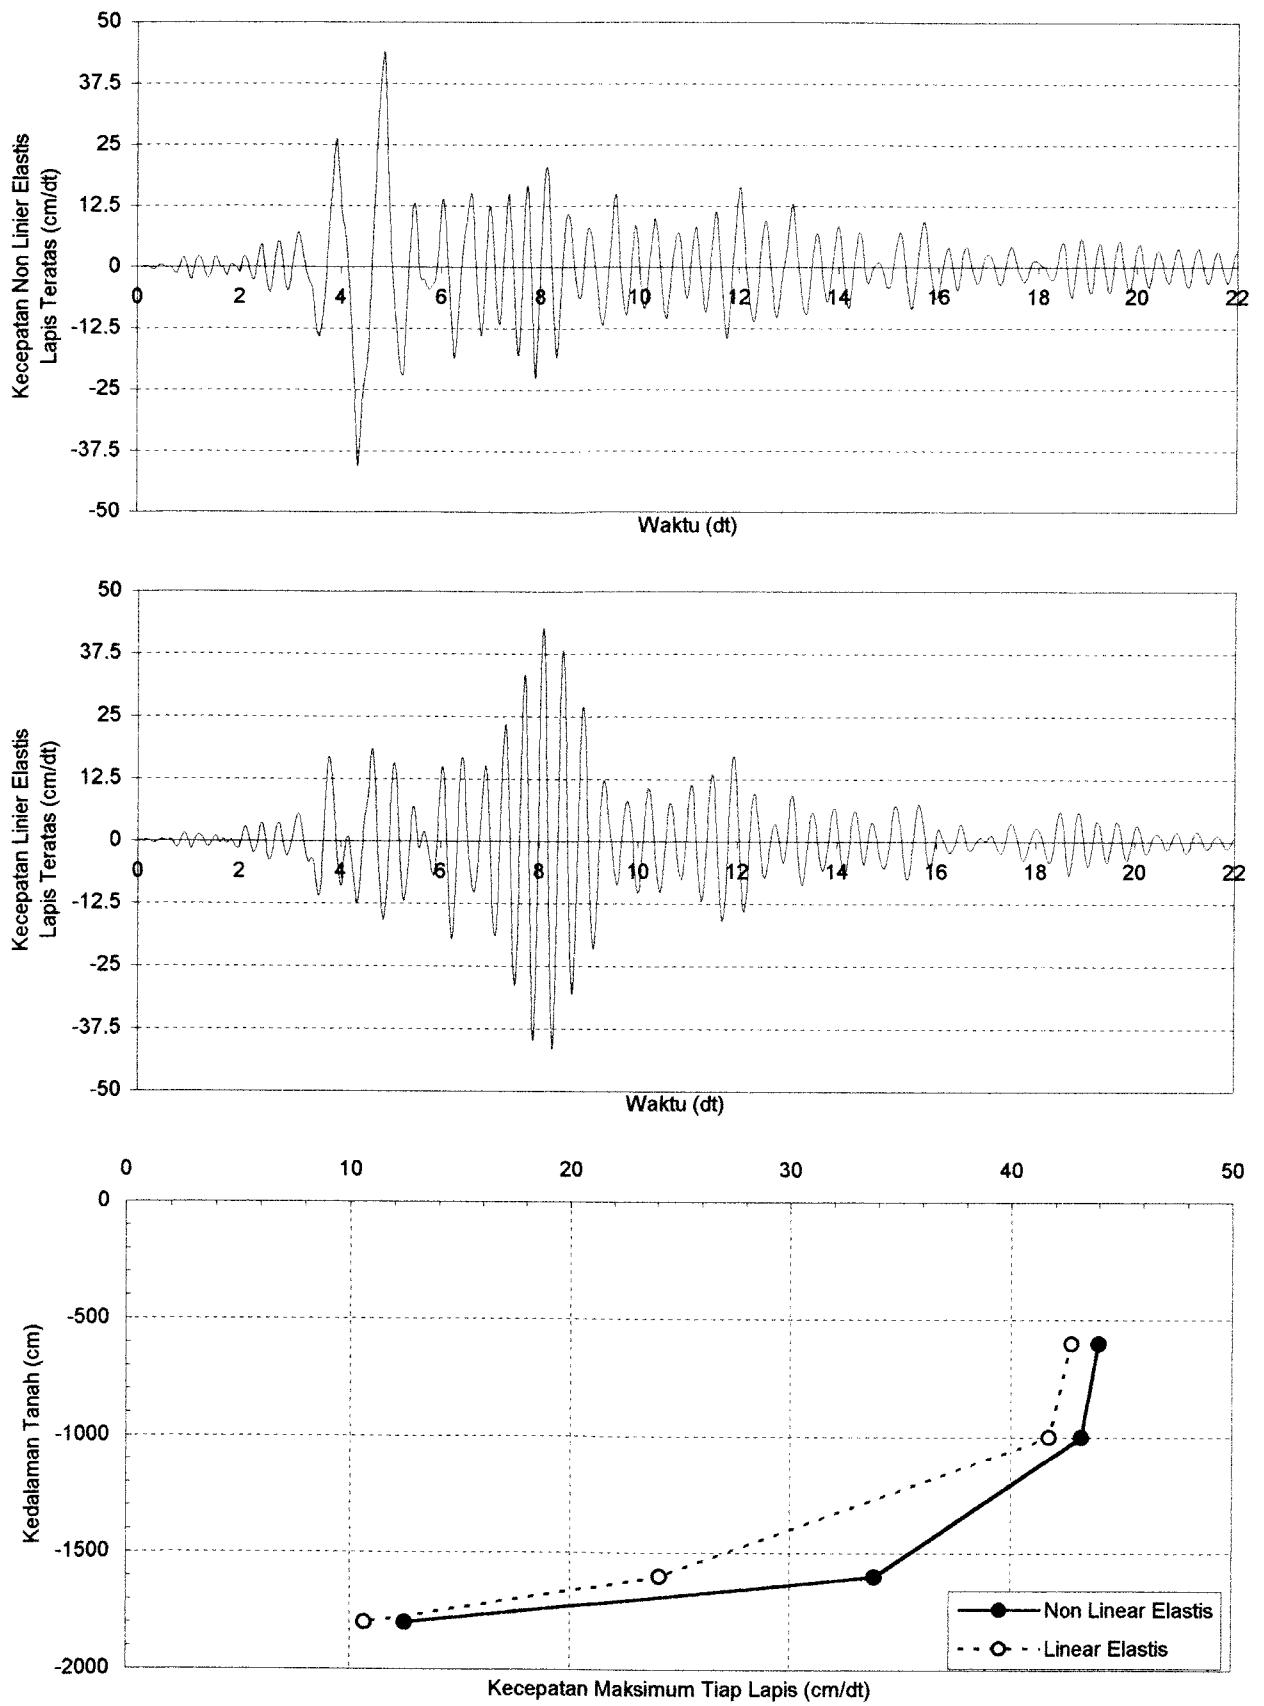 50
37.5
25
12.5
0
-12.5
-25
-37.5
-50
Kecepatan Non Linier Elastis
Lapis Teratas (cm/dt)
0 2 4 6 8 10 12 14 16 18 20 22
Waktu (dt)
50
37.5
25
12.5
0
-12.5
-25
-37.5
-50
Kecepatan Linier Elastis
Lapis Teratas (cm/dt)
0 2 4 6 8 10 12 14 16 18 20 22
Waktu (dt)
0 10 20 30 40 50
0
-500
-1000
-1500
-2000
Kedalaman Tanah (cm)
Non Linear Elastis
Linear Elastis
Kecepatan Maksimum Tiap Lapis (cm/dt)